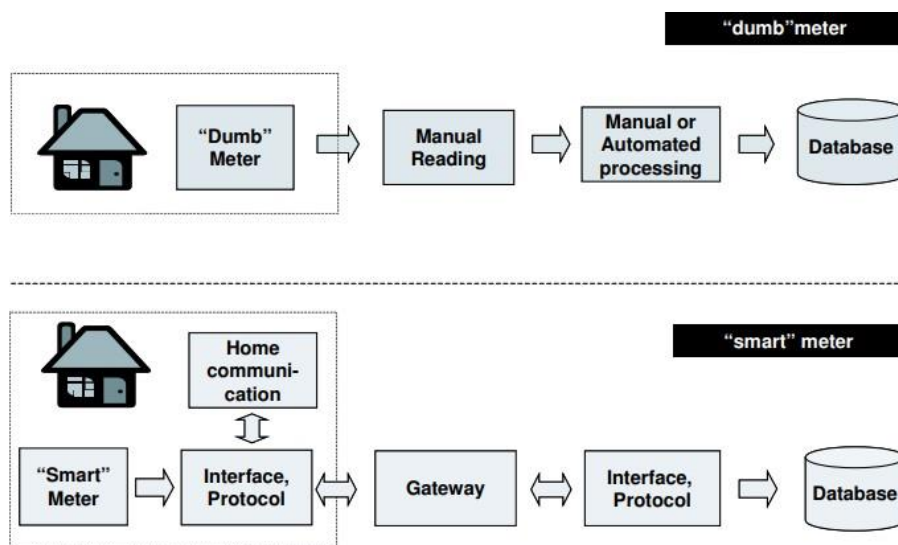 “dumb”meter
“Dumb”
Meter
Manual
Reading
Manual or
Automated
processing
Database
“smart” meter
Home
communi-
cation
“Smart”
Meter
Interface,
Protocol
Gateway
Interface,
Protocol
Database